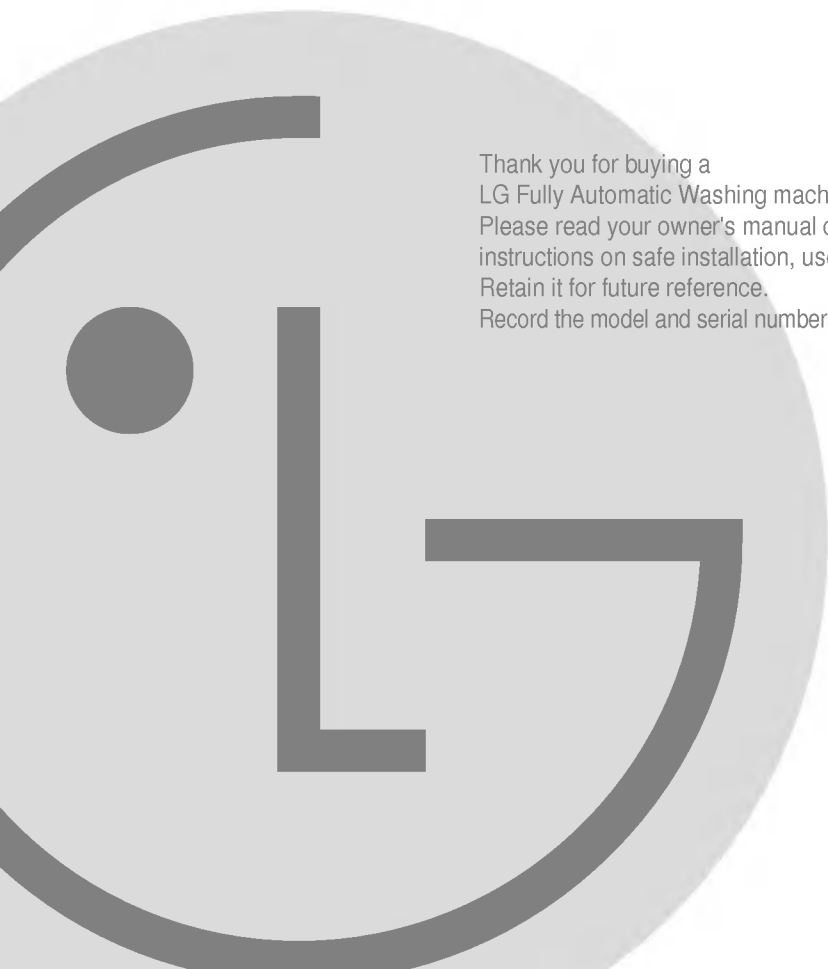 Thank you for buying a
LG Fully Automatic Washing mach
Please read your owner's manual
instructions on safe installation,
Retain it for future reference.
Record the model and serial number